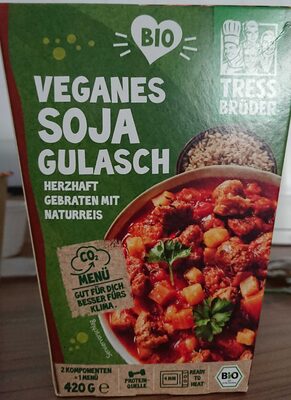 BIO
TRESS
BRÜDER
VEGANES
SOJA
GULASCH
HERZHAFT
GEBRATEN MIT
NATURREIS
CO2
MENÜ
GUT FÜR DICH.
BESSER FÜRS
KLIMA.
Serviervorschlag
2 KOMPONENTEN
= 1 MENÜ
420 G e
PROTEIN-
QUELLE
READY
TO
HEAT
BIO